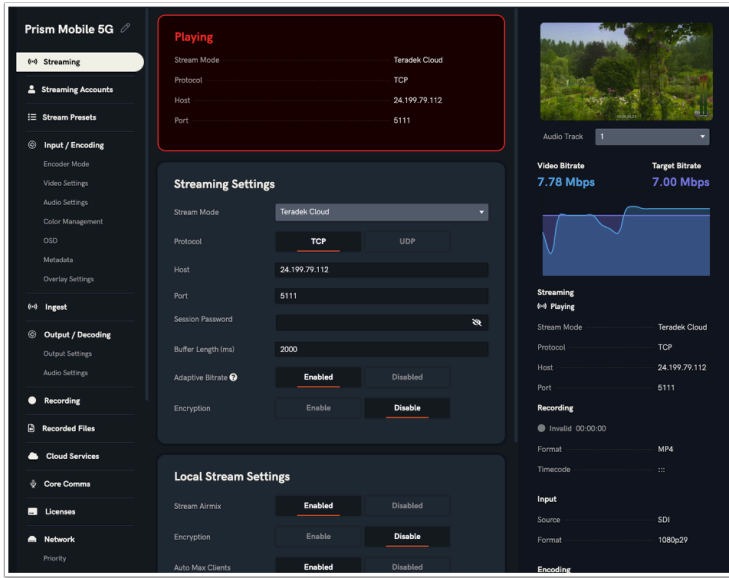 Prism Mobile 5G
Streaming
Streaming Accounts
Stream Presets
Input / Encoding
Encoder Mode
Video Settings
Audio Settings
Color Management
OSD
Metadata
Overlay Settings
Ingest
Output / Decoding
Output Settings
Audio Settings
Recording
Recorded Files
Cloud Services
Core Comms
Licenses
Network
Priority
Playing
Stream Mode Teradek Cloud
Protocol TCP
Host 24.199.79.112
Port 5111
Streaming Settings
Stream Mode Teradek Cloud
Protocol TCP UDP
Host 24.199.79.112
Port 5111
Session Password
Buffer Length (ms) 2000
Adaptive Bitrate ? Enabled Disabled
Encryption Enable Disable
Local Stream Settings
Stream Airmix Enabled Disabled
Encryption Enable Disable
Auto Max Clients Enabled Disabled
Audio Track 1
Video Bitrate Target Bitrate
7.78 Mbps 7.00 Mbps
Streaming
Playing
Stream Mode Teradek Cloud
Protocol TCP
Host 24.199.79.112
Port 5111
Recording
Invalid 00:00:00
Format MP4
Timecode :::
Input
Source SDI
Format 1080p29
Encoding